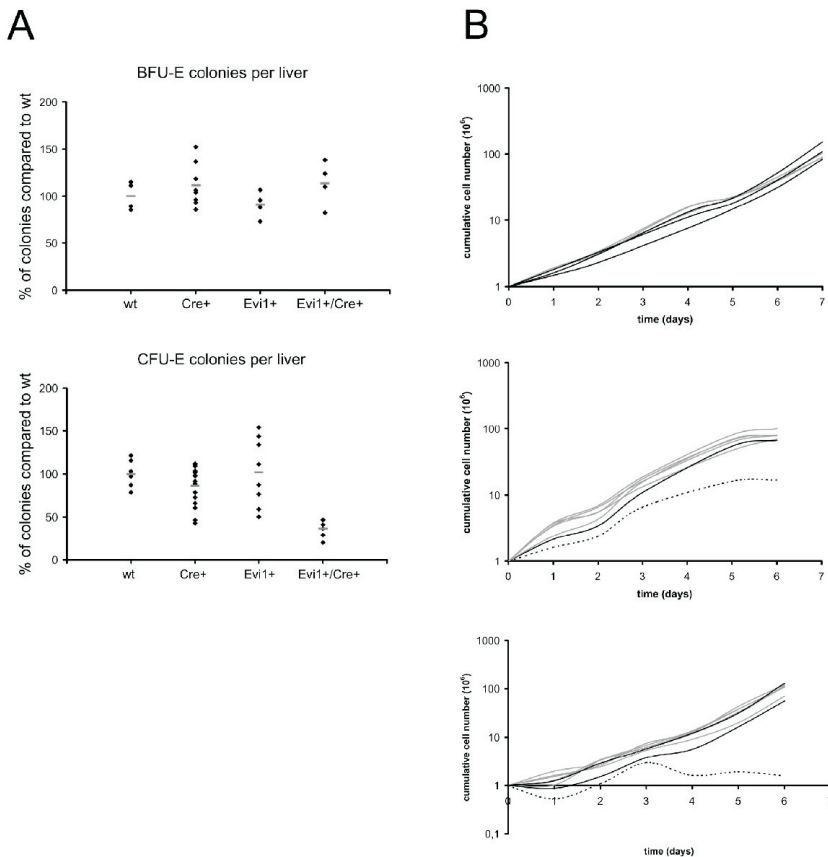 A
BFU-E colonies per liver
% of colonies compared to wt
200
150
100
50
0
wt Cre+ Evi1+ Evi1+/Cre+
CFU-E colonies per liver
% of colonies compared to wt
200
150
100
50
0
wt Cre+ Evi1+ Evi1+/Cre+
B
cumulative cell number (10⁶)
1000
100
10
1
0 1 2 3 4 5 6 7
time (days)
cumulative cell number (10⁶)
1000
100
10
1
0 1 2 3 4 5 6 7
time (days)
cumulative cell number (10⁶)
1000
100
10
1
0,1
0 1 2 3 4 5 6
time (days)